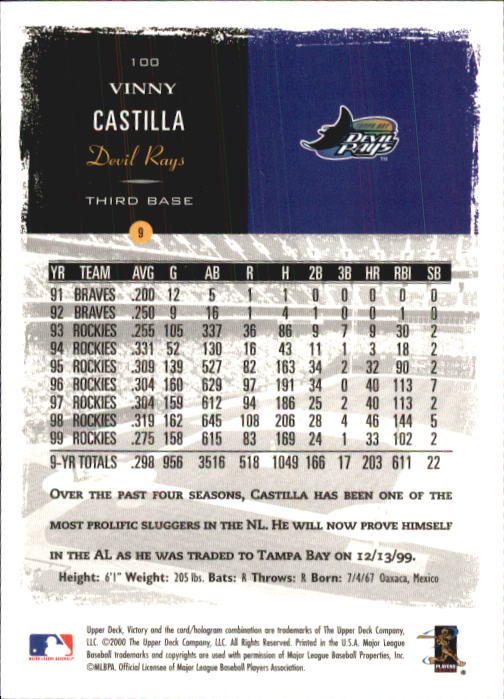 100
VINNY
CASTILLA
Devil Rays
THIRD BASE
TAMPA BAY
DEVIL
RAYS
TM
9
YR TEAM AVG G AB R H 2B 3B HR RBI SB
91 BRAVES .200 12 5 1 1 0 0 0 0 0
92 BRAVES .250 9 16 1 4 1 0 0 1 0
93 ROCKIES .255 105 337 36 86 9 7 9 30 2
94 ROCKIES .331 52 130 16 43 11 1 3 18 2
95 ROCKIES .309 139 527 82 163 34 2 32 90 2
96 ROCKIES .304 160 629 97 191 34 0 40 113 7
97 ROCKIES .304 159 612 94 186 25 2 40 113 2
98 ROCKIES .319 162 645 108 206 28 4 46 144 5
99 ROCKIES .275 158 615 83 169 24 1 33 102 2
9-YR TOTALS .298 956 3516 518 1049 166 17 203 611 22
OVER THE PAST FOUR SEASONS, CASTILLA HAS BEEN ONE OF THE
MOST PROLIFIC SLUGGERS IN THE NL. HE WILL NOW PROVE HIMSELF
IN THE AL AS HE WAS TRADED TO TAMPA BAY ON 12/13/99.
Height: 6'1" Weight: 205 lbs. Bats: R Throws: R Born: 7/4/67 Oaxaca, Mexico
Upper Deck, Victory and the card/hologram combination are trademarks of The Upper Deck Company,
LLC. ©2000 The Upper Deck Company, LLC. All Rights Reserved. Printed in the U.S.A. Major League
Baseball trademarks and copyrights are used with permission of Major League Baseball Properties, Inc.
©MLBPA, Official Licensee of Major League Baseball Players Association.
MAJOR LEAGUE BASEBALL
PLAYERS
®